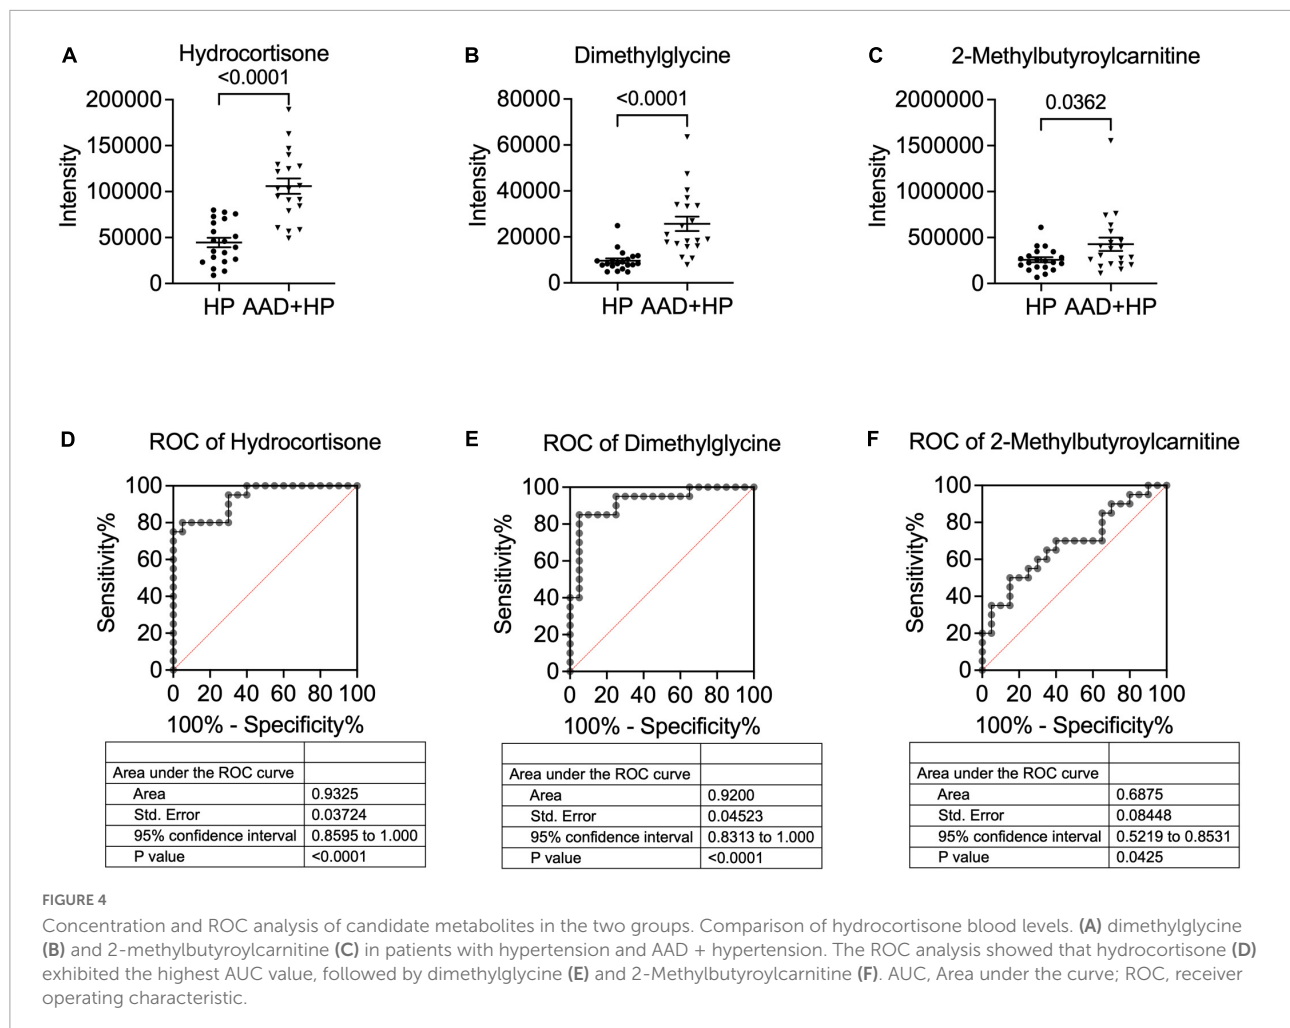 A
Hydrocortisone
<0.0001
200000
150000
100000
50000
0
Intensity
HP AAD+HP
B
Dimethylglycine
<0.0001
80000
60000
40000
20000
0
Intensity
HP AAD+HP
C
2-Methylbutyroylcarnitine
0.0362
2000000
1500000
1000000
500000
0
Intensity
HP AAD+HP
D
ROC of Hydrocortisone
100
80
60
40
20
0
Sensitivity%
0 20 40 60 80 100
100% - Specificity%
Area under the ROC curve
Area 0.9325
Std. Error 0.03724
95% confidence interval 0.8595 to 1.000
P value <0.0001
E
ROC of Dimethylglycine
100
80
60
40
20
0
Sensitivity%
0 20 40 60 80 100
100% - Specificity%
Area under the ROC curve
Area 0.9200
Std. Error 0.04523
95% confidence interval 0.8313 to 1.000
P value <0.0001
F
ROC of 2-Methylbutyroylcarnitine
100
80
60
40
20
0
Sensitivity%
0 20 40 60 80 100
100% - Specificity%
Area under the ROC curve
Area 0.6875
Std. Error 0.08448
95% confidence interval 0.5219 to 0.8531
P value 0.0425
FIGURE 4
Concentration and ROC analysis of candidate metabolites in the two groups. Comparison of hydrocortisone blood levels. (A) dimethylglycine
(B) and 2-methylbutyroylcarnitine (C) in patients with hypertension and AAD + hypertension. The ROC analysis showed that hydrocortisone (D)
exhibited the highest AUC value, followed by dimethylglycine (E) and 2-Methylbutyroylcarnitine (F). AUC, Area under the curve; ROC, receiver
operating characteristic.